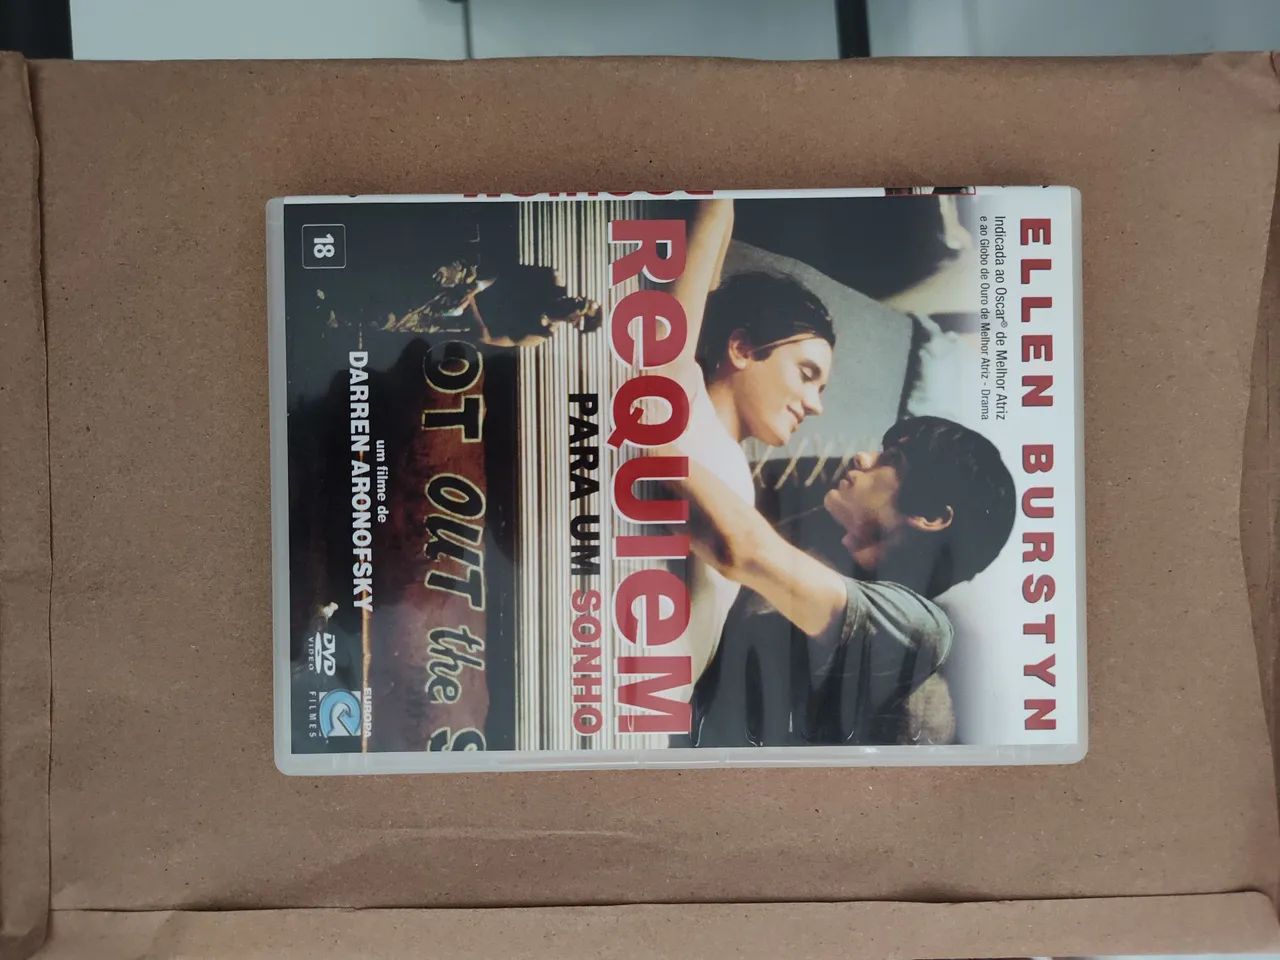 ELLEN BURSTYN
Indicada ao Oscar® de Melhor Atriz
e ao Globo de Ouro de Melhor Atriz - Drama
REQUIEM
PARA UM SONHO
OT OUT the S
um filme de
DARREN ARONOFSKY
18
DVD
VIDEO
EUROPA
FILMES